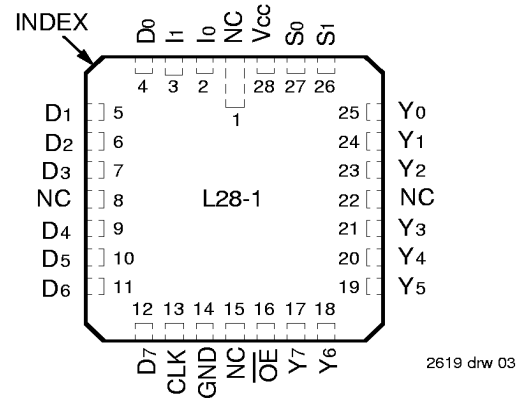 INDEX
D0 I1 I0 NC Vcc S0 S1
4 3 2 28 27 26
1
D1 5 25 Y0
D2 6 24 Y1
D3 7 23 Y2
NC 8 L28-1 22 NC
D4 9 21 Y3
D5 10 20 Y4
D6 11 19 Y5
12 13 14 15 16 17 18
D7 CLK GND NC OE Y7 Y6
2619 drw 03